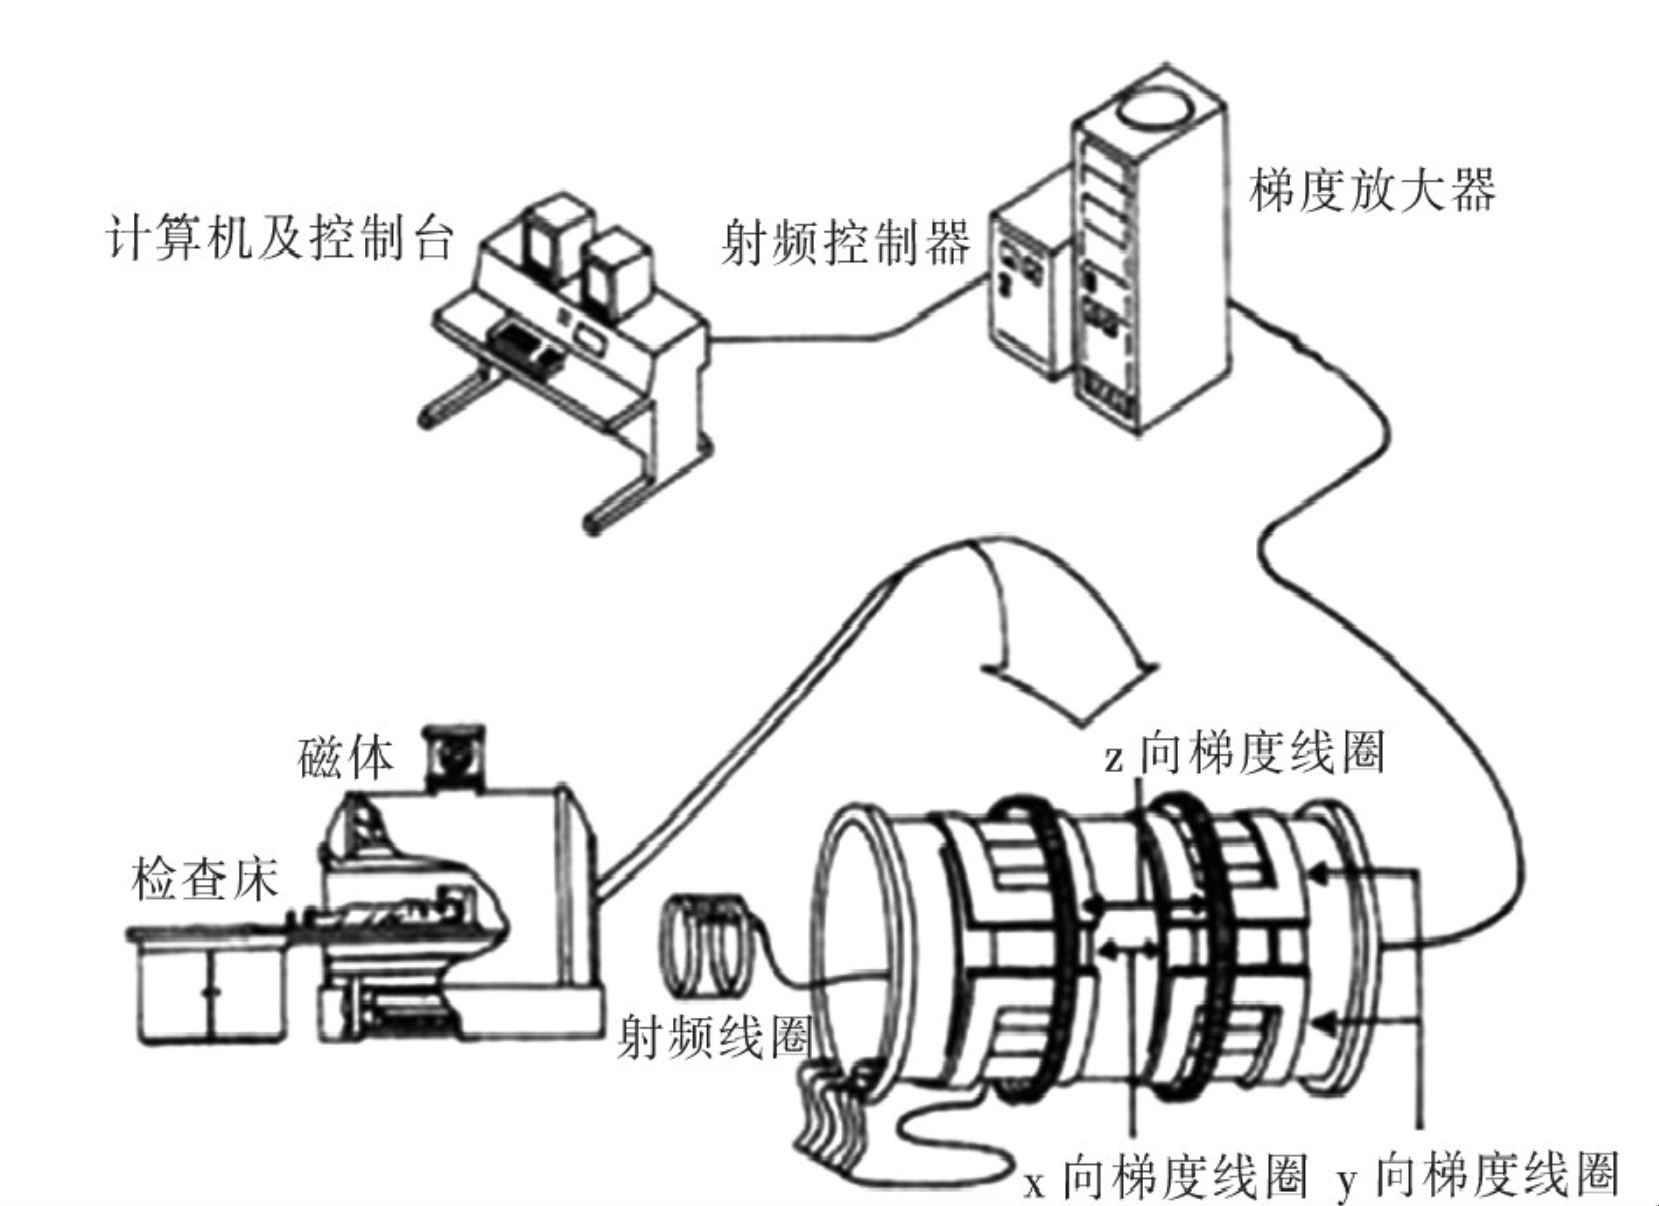 梯度放大器
计算机及控制台
射频控制器
磁体
z 向梯度线圈
检查床
射频线圈
x 向梯度线圈
y 向梯度线圈